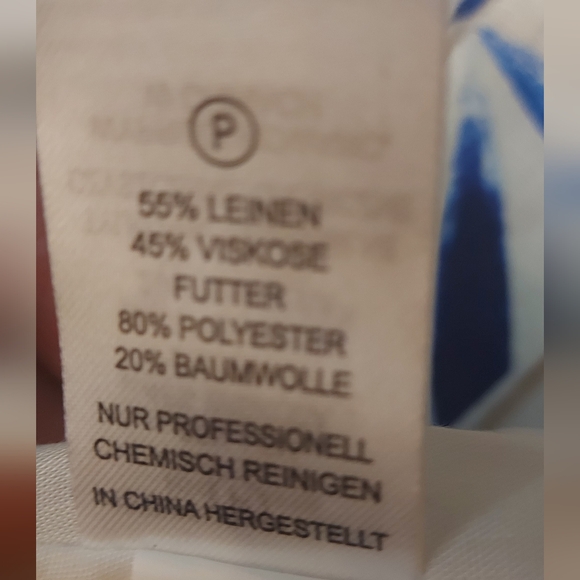 P
55% LEINEN
45% VISKOSE
FUTTER
80% POLYESTER
20% BAUMWOLLE
NUR PROFESSIONELL
CHEMISCH REINIGEN
IN CHINA HERGESTELLT